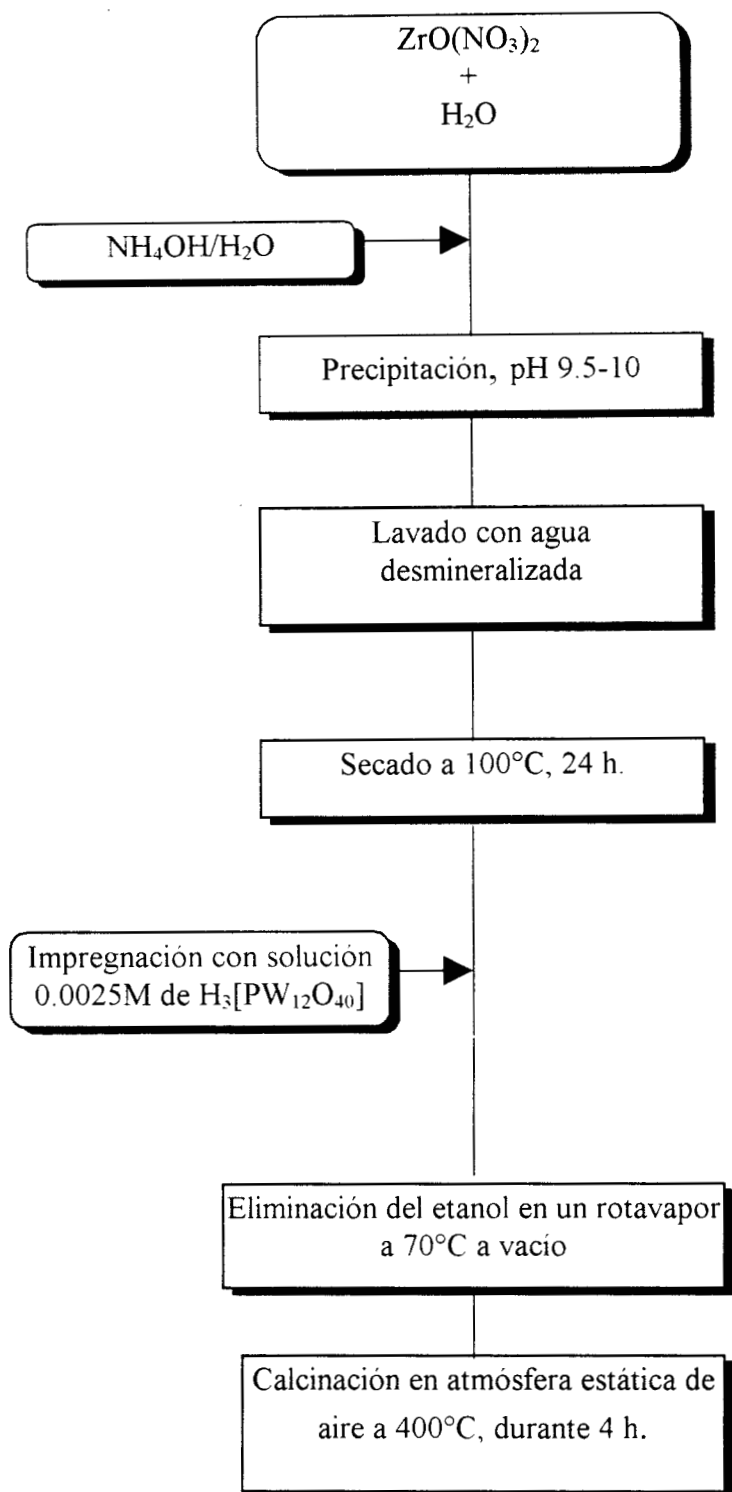 ZrO(NO₃)₂
+
H₂O
NH₄OH/H₂O
Precipitación, pH 9.5-10
Lavado con agua
desmineralizada
Secado a 100°C, 24 h.
Impregnación con solución
0.0025M de H₃[PW₁₂O₄₀]
Eliminación del etanol en un rotavapor
a 70°C a vacío
Calcinación en atmósfera estática de
aire a 400°C, durante 4 h.